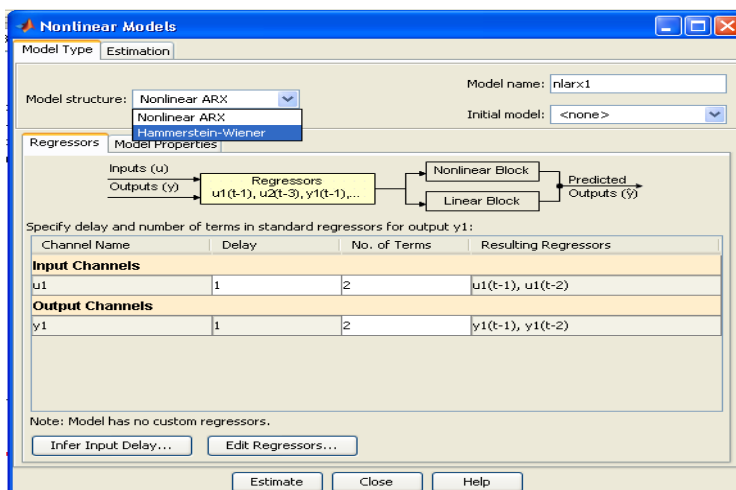 Nonlinear Models
Model Type Estimation
Model name: nlarx1
Model structure: Nonlinear ARX
Initial model: <none>
Nonlinear ARX
Hammerstein-Wiener
Regressors Model Properties
Inputs (u)
Outputs (y)
Regressors
u1(t-1), u2(t-3), y1(t-1),...
Nonlinear Block
Linear Block
Predicted
Outputs (ŷ)
Specify delay and number of terms in standard regressors for output y1:
Channel Name Delay No. of Terms Resulting Regressors
Input Channels
u1 1 2 u1(t-1), u1(t-2)
Output Channels
y1 1 2 y1(t-1), y1(t-2)
Note: Model has no custom regressors.
Infer Input Delay... Edit Regressors...
Estimate Close Help